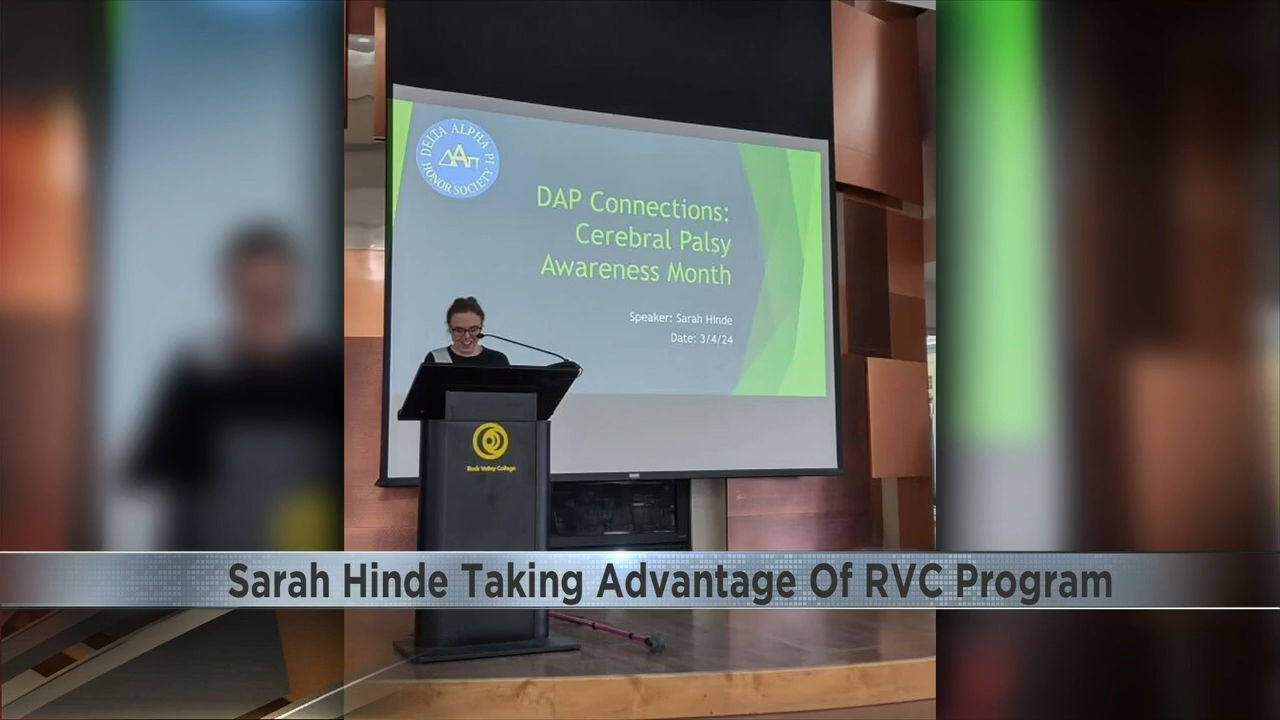 DELTA ALPHA PI
ΔΑΠ
HONOR SOCIETY
DAP Connections:
Cerebral Palsy
Awareness Month
Speaker: Sarah Hinde
Date: 3/4/24
Rock Valley College
Sarah Hinde Taking Advantage Of RVC Program